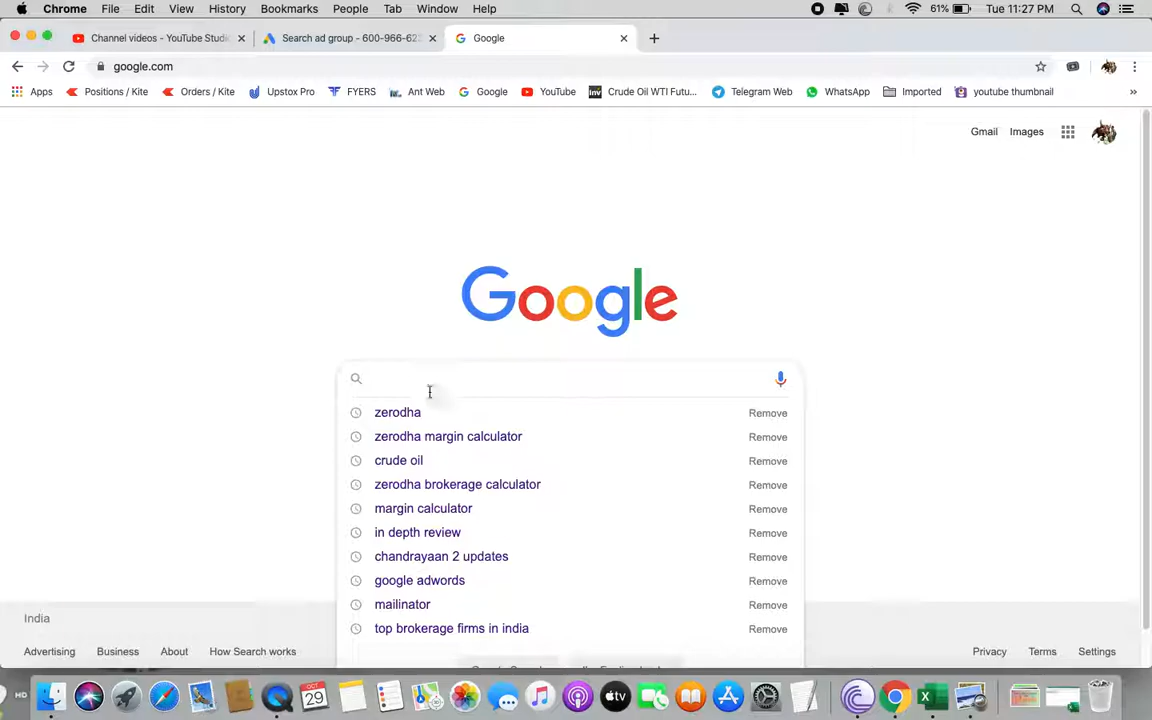 Chrome File Edit View History Bookmarks People Tab Window Help 61% Tue 11:27 PM
Channel videos - YouTube Studi Search ad group - 600-966-62 Google
google.com
Apps Positions / Kite Orders / Kite Upstox Pro FYERS Ant Web Google YouTube Crude Oil WTI Futu... Telegram Web WhatsApp Imported youtube thumbnail »
Gmail Images
Google
zerodha Remove
zerodha margin calculator Remove
crude oil Remove
zerodha brokerage calculator Remove
margin calculator Remove
in depth review Remove
chandrayaan 2 updates Remove
google adwords Remove
mailinator Remove
top brokerage firms in india Remove
India
Advertising Business About How Search works Privacy Terms Settings
HD OCT 29 tv